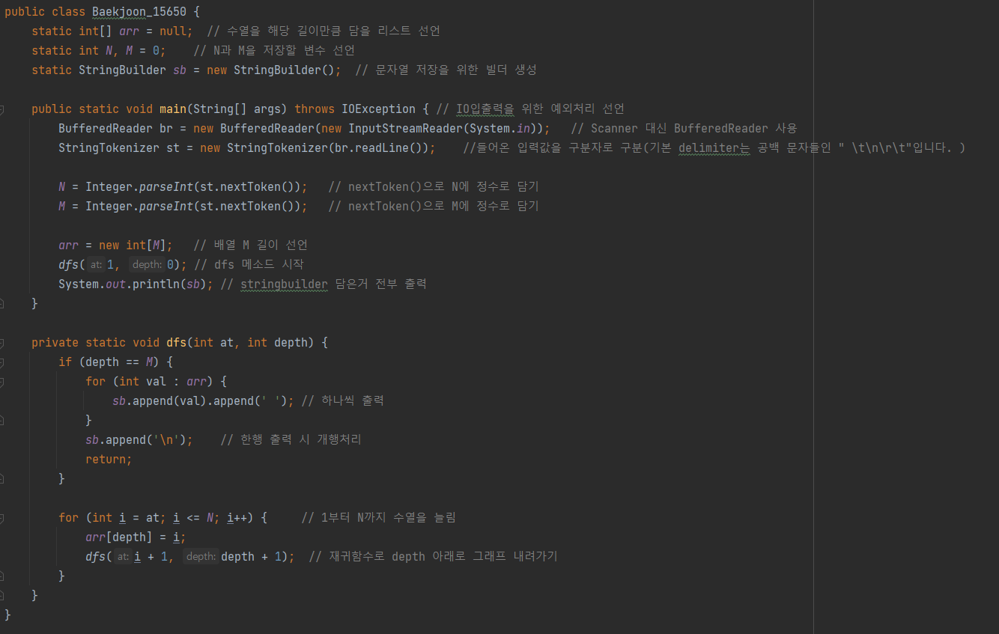 public class Baekjoon_15650 {
static int[] arr = null;  // 수열을 해당 길이만큼 담을 리스트 선언
static int N, M = 0;    // N과 M을 저장할 변수 선언
static StringBuilder sb = new StringBuilder();  // 문자열 저장을 위한 빌더 생성
public static void main(String[] args) throws IOException { // IO입출력을 위한 예외처리 선언
BufferedReader br = new BufferedReader(new InputStreamReader(System.in));   // Scanner 대신 BufferedReader 사용
StringTokenizer st = new StringTokenizer(br.readLine());    //들어온 입력값을 구분자로 구분(기본 delimiter는 공백 문자들인 " \t\n\r\t"입니다. )
N = Integer.parseInt(st.nextToken());   // nextToken()으로 N에 정수로 담기
M = Integer.parseInt(st.nextToken());   // nextToken()으로 M에 정수로 담기
arr = new int[M];   // 배열 M 길이 선언
dfs( at: 1, depth: 0); // dfs 메소드 시작
System.out.println(sb); // stringbuilder 담은거 전부 출력
}
private static void dfs(int at, int depth) {
if (depth == M) {
for (int val : arr) {
sb.append(val).append(' '); // 하나씩 출력
}
sb.append('\n');    // 한행 출력 시 개행처리
return;
}
for (int i = at; i <= N; i++) {     // 1부터 N까지 수열을 늘림
arr[depth] = i;
dfs( at: i + 1, depth: depth + 1);  // 재귀함수로 depth 아래로 그래프 내려가기
}
}
}